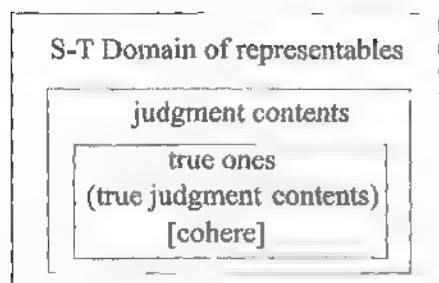 S-T Domain of representables
judgment contents
true ones
(true judgment contents)
[cohere]